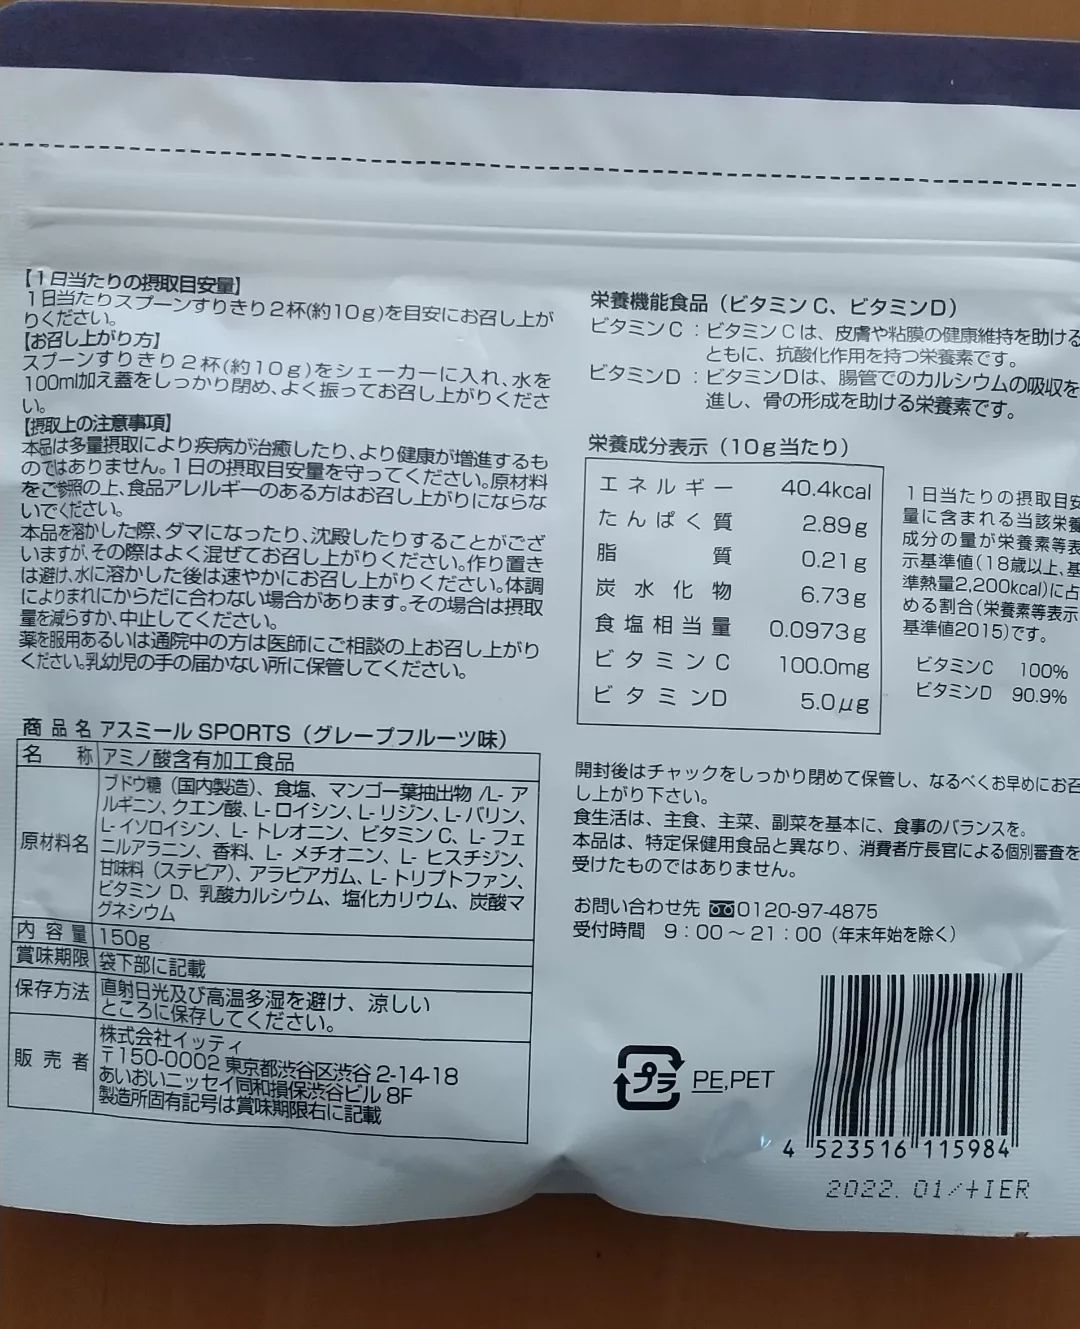 【1日当たりの摂取目安量】
1日当たりスプーンすりきり2杯(約10g)を目安にお召し上が
りください。
【お召し上がり方】
スプーンすりきり2杯(約10g)をシェーカーに入れ、水を
100ml加え蓋をしっかり閉め、よく振ってお召し上がりくださ
い。
【摂取上の注意事項】
本品は多量摂取により疾病が治癒したり、より健康が増進するも
のではありません。1日の摂取目安量を守ってください。原材料
をご参照の上、食品アレルギーのある方はお召し上がりにならな
いでください。
本品を溶かした際、ダマになったり、沈殿したりすることがござ
いますが、その際はよく混ぜてお召し上がりください。作り置き
は避け、水に溶かした後は速やかにお召し上がりください。体調
によりまれにからだに合わない場合があります。その場合は摂取
量を減らすか、中止してください。
薬を服用あるいは通院中の方は医師にご相談の上お召し上がり
ください。乳幼児の手の届かない所に保管してください。
商品名 アスミール SPORTS（グレープフルーツ味）
名称 アミノ酸含有加工食品
原材料名 ブドウ糖（国内製造）、食塩、マンゴー葉抽出物 /L- ア
ルギニン、クエン酸、L- ロイシン、L- リジン、L- バリン、
L- イソロイシン、L- トレオニン、ビタミン C、L- フェ
ニルアラニン、香料、L- メチオニン、L- ヒスチジン、
甘味料（ステビア）、アラビアガム、L- トリプトファン、
ビタミン D、乳酸カルシウム、塩化カリウム、炭酸マ
グネシウム
内容量 150g
賞味期限 袋下部に記載
保存方法 直射日光及び高温多湿を避け、涼しい
ところに保存してください。
販売者 株式会社イッティ
〒150-0002 東京都渋谷区渋谷 2-14-18
あいおいニッセイ同和損保渋谷ビル 8F
製造所固有記号は賞味期限右に記載
栄養機能食品（ビタミン C、ビタミンD）
ビタミンC：ビタミン Cは、皮膚や粘膜の健康維持を助ける
ともに、抗酸化作用を持つ栄養素です。
ビタミンD：ビタミンDは、腸管でのカルシウムの吸収を
進し、骨の形成を助ける栄養素です。
栄養成分表示（10g当たり）
エネルギー 40.4kcal
たんぱく質 2.89g
脂質 0.21g
炭水化物 6.73g
食塩相当量 0.0973g
ビタミンC 100.0mg
ビタミンD 5.0μg
1日当たりの摂取目安
量に含まれる当該栄養
成分の量が栄養素等表
示基準値(18歳以上、基
準熱量2,200kcal)に占
める割合(栄養素等表示
基準値2015)です。
ビタミンC 100%
ビタミンD 90.9%
開封後はチャックをしっかり閉めて保管し、なるべくお早めにお召
し上がり下さい。
食生活は、主食、主菜、副菜を基本に、食事のバランスを。
本品は、特定保健用食品と異なり、消費者庁長官による個別審査を
受けたものではありません。
お問い合わせ先 0120-97-4875
受付時間 9：00～21：00（年末年始を除く）
プラ PE,PET
4 523516 115984
2022. 01/+IER